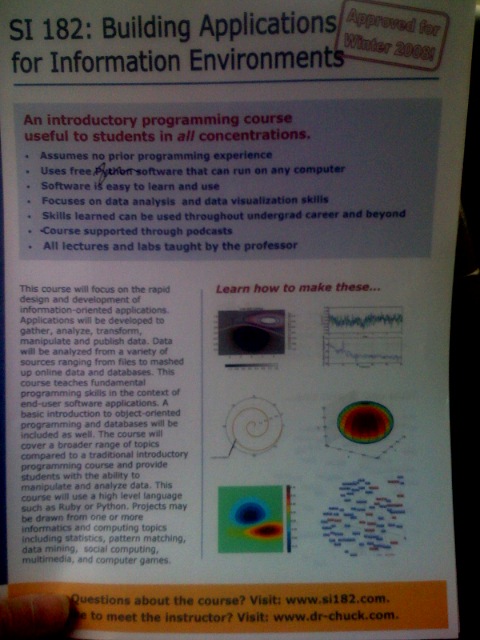 SI 182: Building Applications
for Information Environments
Approved for
Winter 2008!
An introductory programming course
useful to students in all concentrations.
• Assumes no prior programming experience
• Uses free, Python software that can run on any computer
• Software is easy to learn and use
• Focuses on data analysis and data visualization skills
• Skills learned can be used throughout undergrad career and beyond
• Course supported through podcasts
• All lectures and labs taught by the professor
This course will focus on the rapid
design and development of
information-oriented applications.
Applications will be developed to
gather, analyze, transform,
manipulate and publish data. Data
will be analyzed from a variety of
sources ranging from files to mashed
up online data and databases. This
course teaches fundamental
programming skills in the context of
end-user software applications. A
basic introduction to object-oriented
programming and databases will be
included as well. The course will
cover a broader range of topics
compared to a traditional introductory
programming course and provide
students with the ability to
manipulate and analyze data. This
course will use a high level language
such as Ruby or Python. Projects may
be drawn from one or more
informatics and computing topics
including statistics, pattern matching,
data mining, social computing,
multimedia, and computer games.
Learn how to make these...
Questions about the course? Visit: www.si182.com.
to meet the instructor? Visit: www.dr-chuck.com.